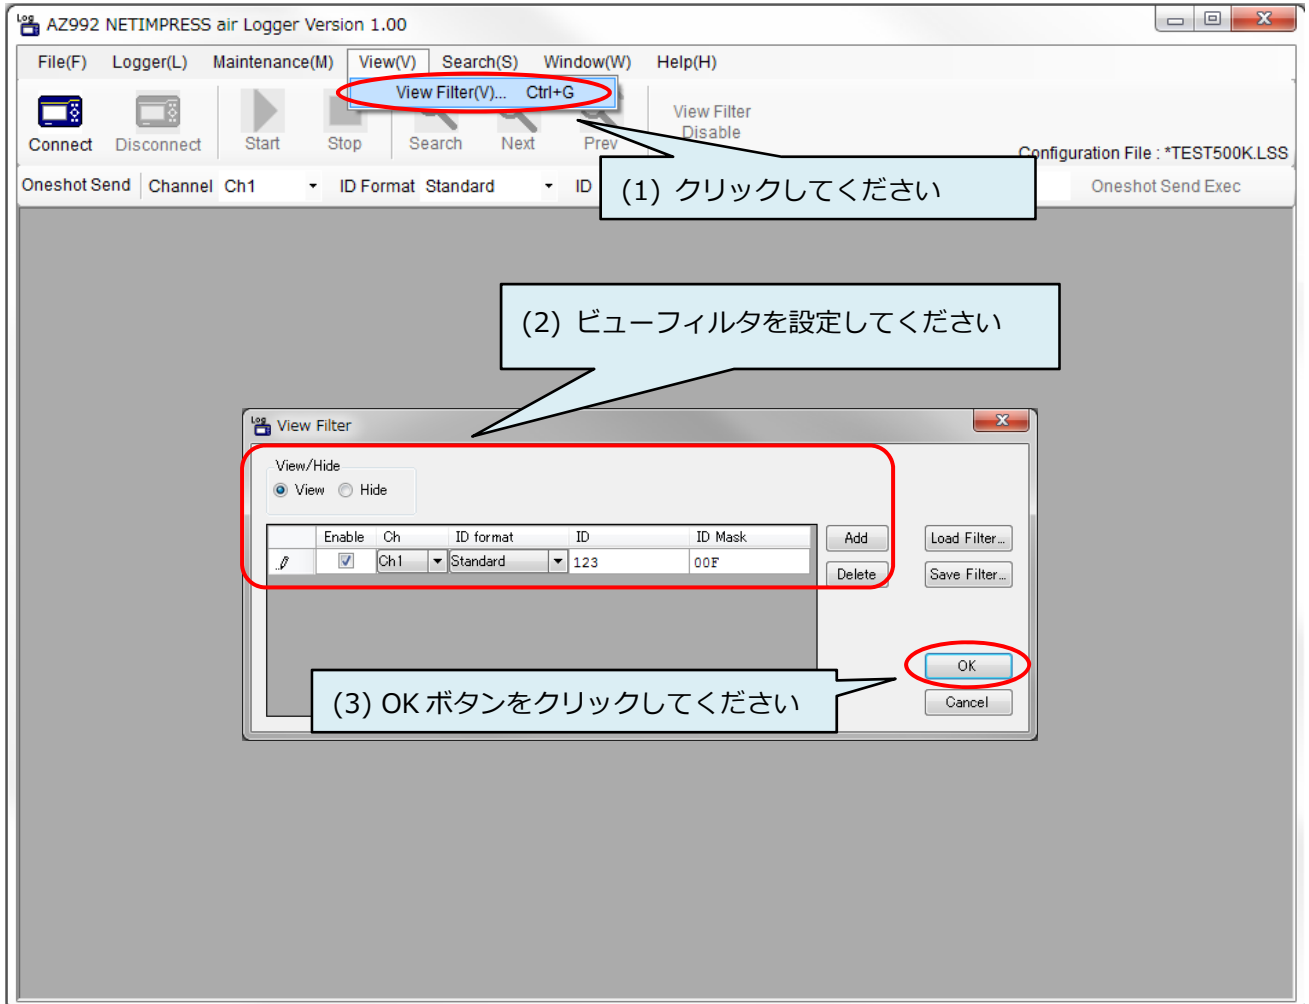 Log AZ992 NETIMPRESS air Logger Version 1.00
File(F) Logger(L) Maintenance(M) View(V) Search(S) Window(W) Help(H)
View Filter(V)... Ctrl+G
Connect Disconnect Start Stop Search Next Prev
View Filter
Disable
Configuration File : *TEST500K.LSS
Oneshot Send Channel Ch1 ID Format Standard ID Oneshot Send Exec
(1) クリックしてください
(2) ビューフィルタを設定してください
Log View Filter
View/Hide
View Hide
Enable Ch ID format ID ID Mask
Ch1 Standard 123 00F
Add Load Filter...
Delete Save Filter...
OK
(3) OK ボタンをクリックしてください
Cancel